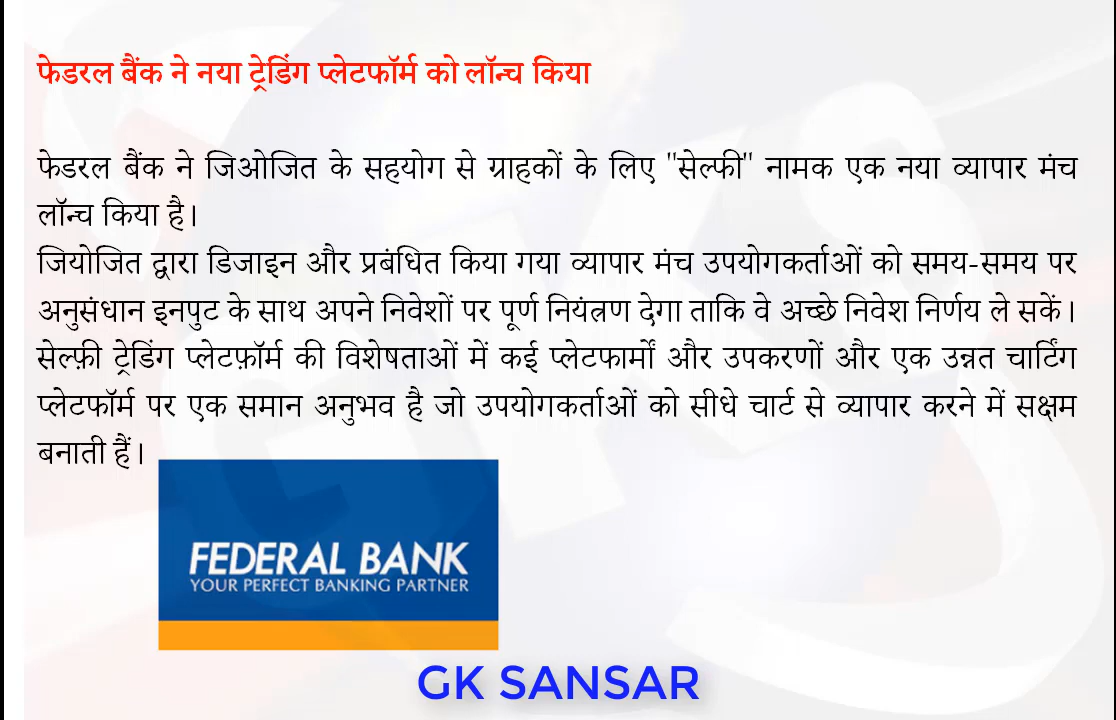 फेडरल बैंक ने नया ट्रेडिंग प्लेटफॉर्म को लॉन्च किया
फेडरल बैंक ने जिओजित के सहयोग से ग्राहकों के लिए "सेल्फी" नामक एक नया व्यापार मंच
लॉन्च किया है।
जियोजित द्वारा डिजाइन और प्रबंधित किया गया व्यापार मंच उपयोगकर्ताओं को समय-समय पर
अनुसंधान इनपुट के साथ अपने निवेशों पर पूर्ण नियंत्रण देगा ताकि वे अच्छे निवेश निर्णय ले सकें।
सेल्फ़ी ट्रेडिंग प्लेटफ़ॉर्म की विशेषताओं में कई प्लेटफार्मों और उपकरणों और एक उन्नत चार्टिंग
प्लेटफॉर्म पर एक समान अनुभव है जो उपयोगकर्ताओं को सीधे चार्ट से व्यापार करने में सक्षम
बनाती हैं।
FEDERAL BANK
YOUR PERFECT BANKING PARTNER
GK SANSAR